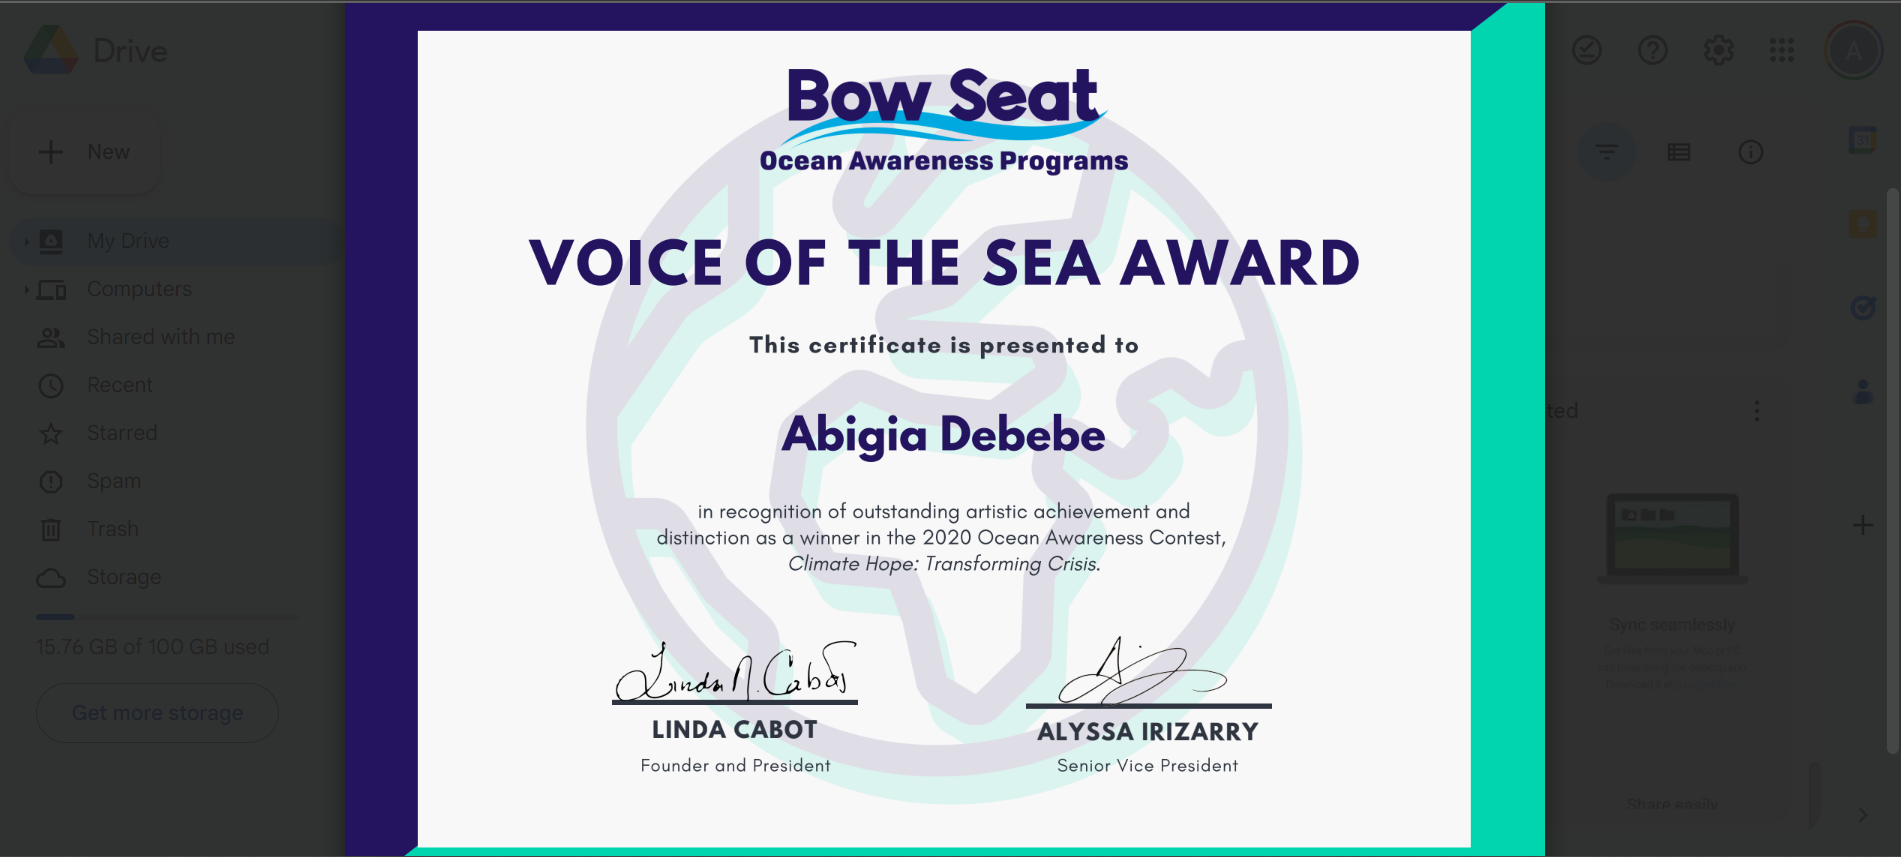 Drive
New
My Drive
Computers
Shared with me
Recent
Starred
Spam
Trash
Storage
15.76 GB of 100 GB used
Get more storage
Bow Seat
Ocean Awareness Programs
VOICE OF THE SEA AWARD
This certificate is presented to
Abigia Debebe
in recognition of outstanding artistic achievement and
distinction as a winner in the 2020 Ocean Awareness Contest,
Climate Hope: Transforming Crisis.
Linda N. Cabot
LINDA CABOT
Founder and President
ALYSSA IRIZARRY
Senior Vice President
A
31
ted
Sync seamlessly
Share easily